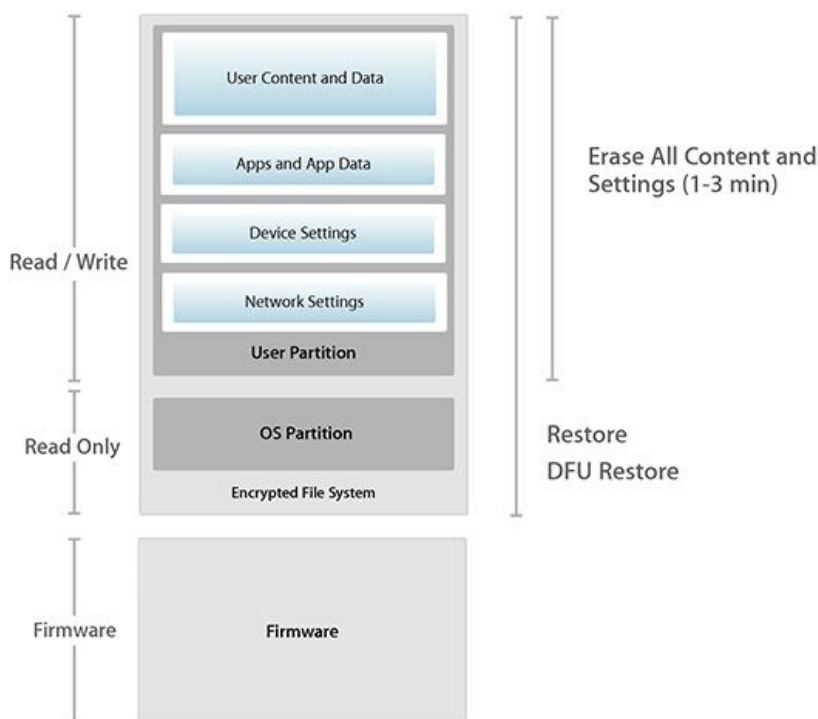 User Content and Data
Apps and App Data
Device Settings
Network Settings
User Partition
OS Partition
Encrypted File System
Firmware
Read / Write
Read Only
Firmware
Erase All Content and
Settings (1-3 min)
Restore
DFU Restore